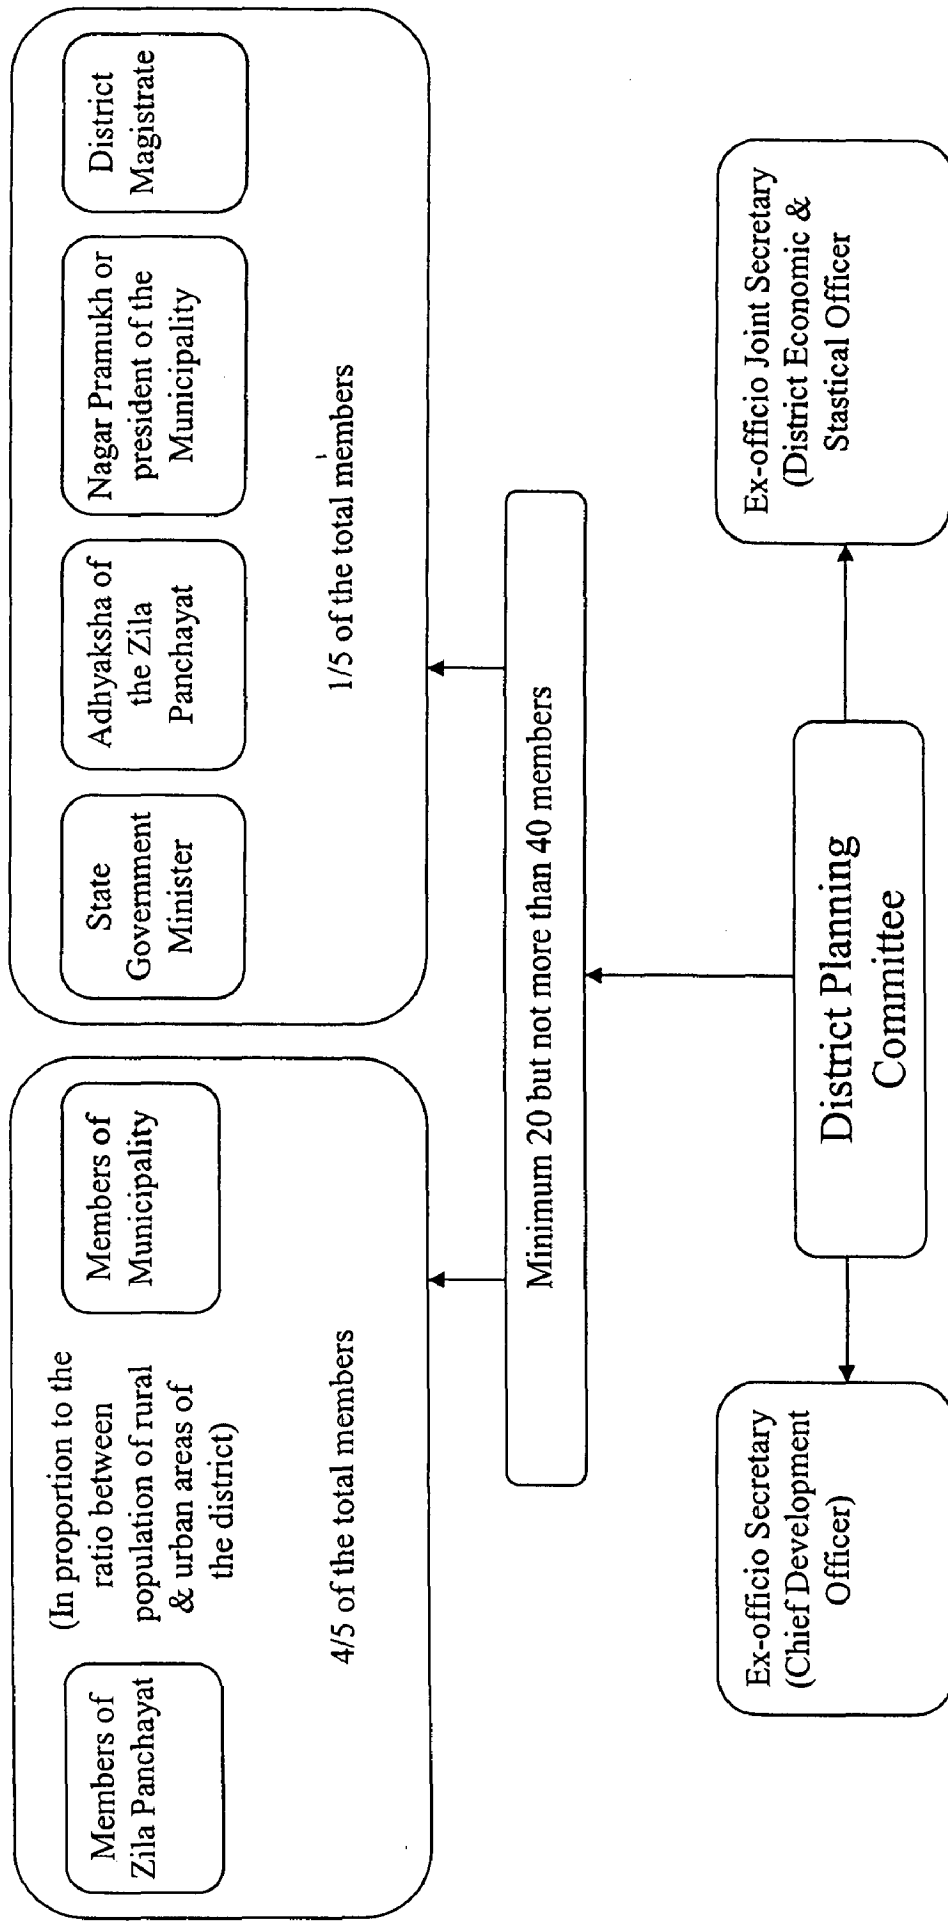 Members of
Zila Panchayat
(In proportion to the
ratio between
population of rural
& urban areas of
the district)
Members of
Municipality
4/5 of the total members
State
Government
Minister
Adhyaksha of
the Zila
Panchayat
Nagar Pramukh or
president of the
Municipality
District
Magistrate
1/5 of the total members
Minimum 20 but not more than 40 members
Ex-officio Secretary
(Chief Development
Officer)
District Planning
Committee
Ex-officio Joint Secretary
(District Economic &
Stastical Officer